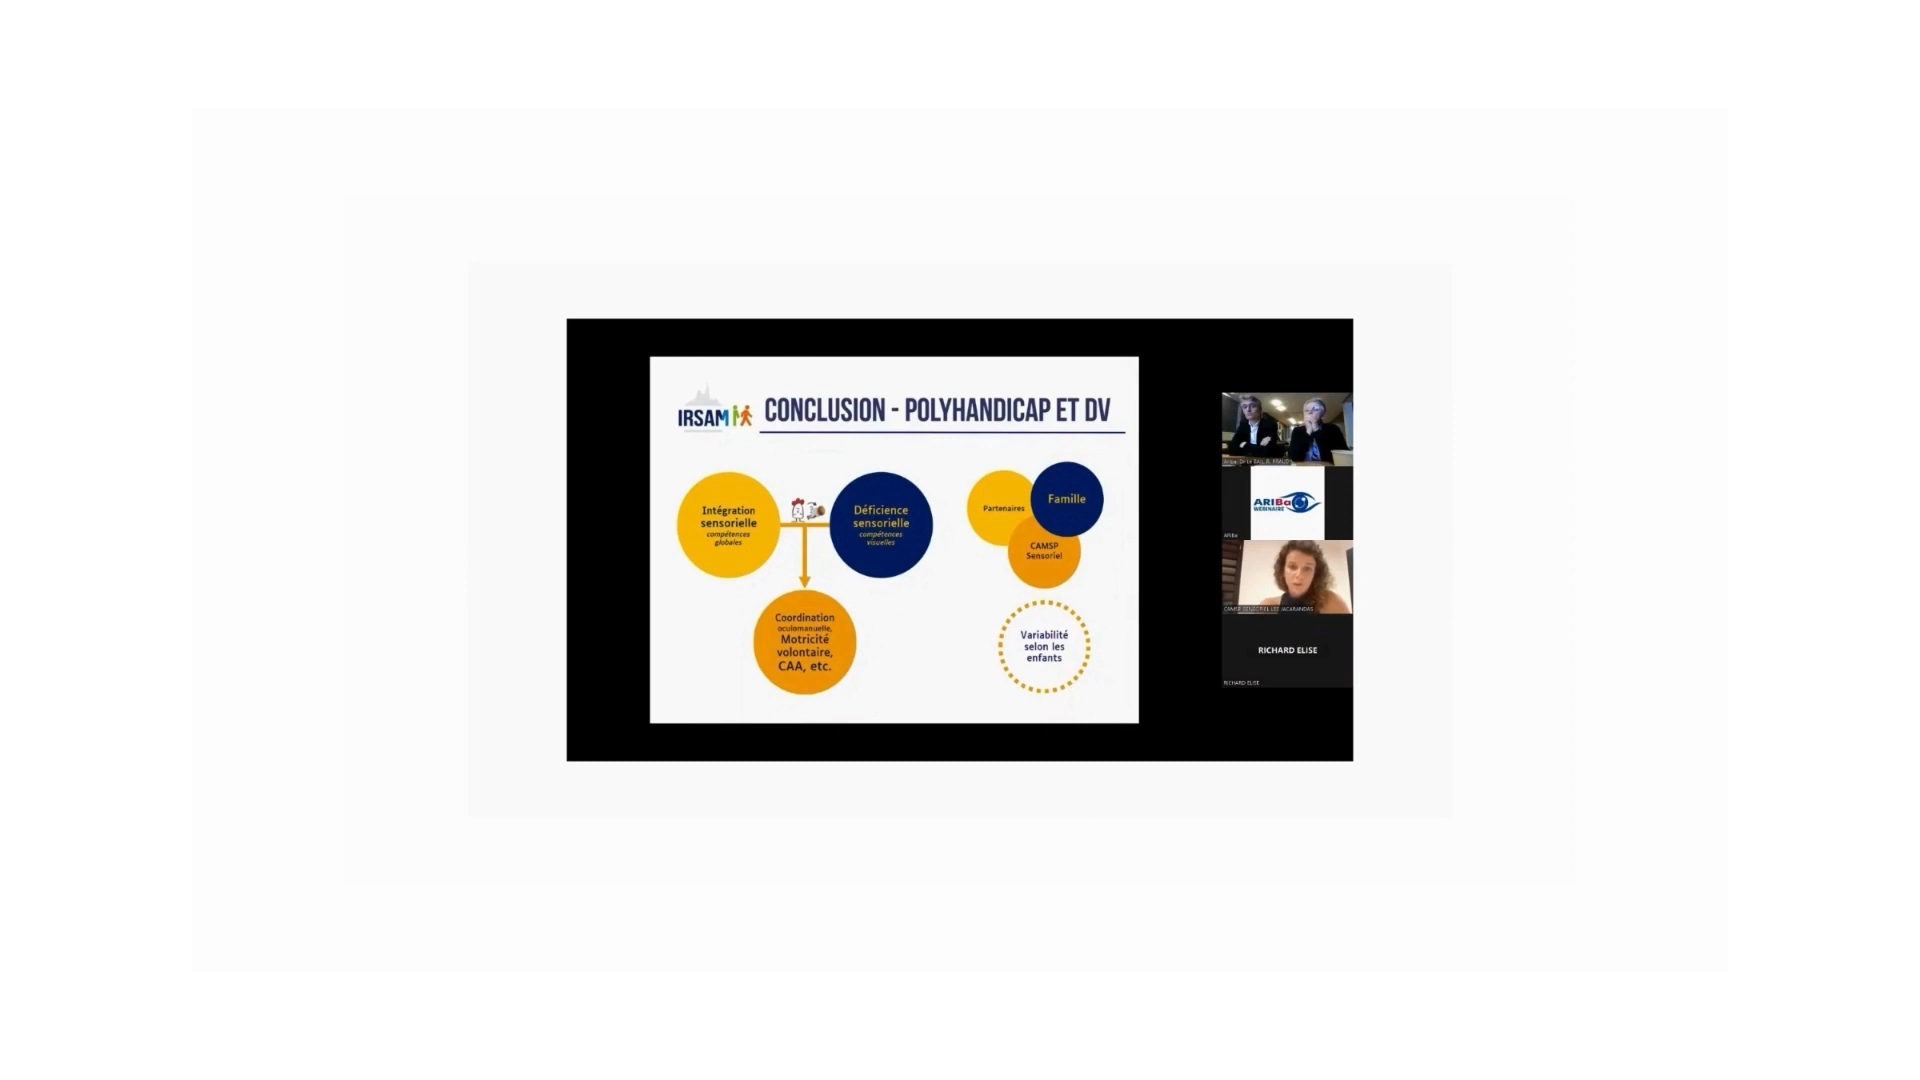 IRSAM
CONCLUSION - POLYHANDICAP ET DV
Intégration
sensorielle
compétences
globales
Déficience
sensorielle
compétences
visuelles
Coordination
oculomanuelle,
Motricité
volontaire,
CAA, etc.
Partenaires
Famille
CAMSP
Sensoriel
Variabilité
selon les
enfants
ARIBa
WEBINAIRE
ARIBa
CAMSP SENSORIEL LES JACARANDAS
RICHARD ELISE
RICHARD ELISE